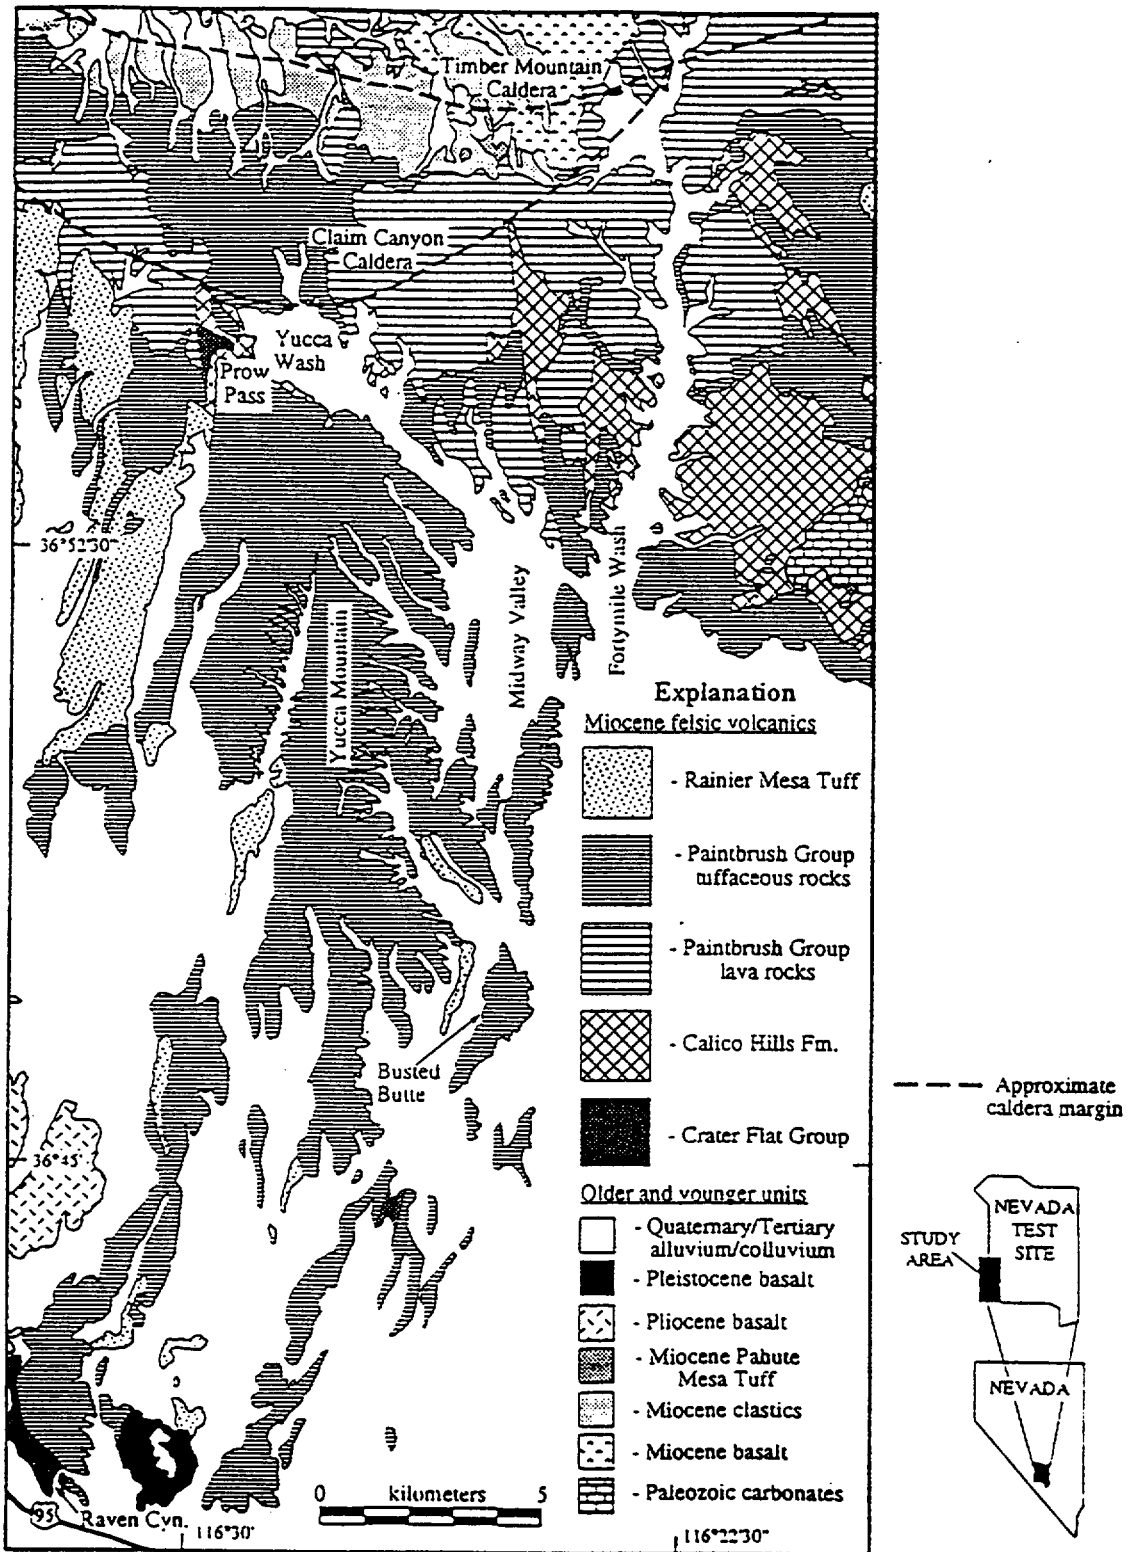 Timber Mountain
Caldera
Claim Canyon
Caldera
Yucca
Wash
Prow
Pass
36°52'30"
Yucca Mountain
Midway Valley
Fortymile Wash
Explanation
Miocene felsic volcanics
- Rainier Mesa Tuff
- Paintbrush Group
tuffaceous rocks
- Paintbrush Group
lava rocks
- Calico Hills Fm.
- Crater Flat Group
Busted
Butte
Approximate
caldera margin
36°45'
Older and younger units
- Quaternary/Tertiary
alluvium/colluvium
- Pleistocene basalt
- Pliocene basalt
- Miocene Pahute
Mesa Tuff
- Miocene clastics
- Miocene basalt
- Paleozoic carbonates
NEVADA
TEST
SITE
STUDY
AREA
NEVADA
0 kilometers 5
95
Raven Cyn.
116°30'
116°22'30"